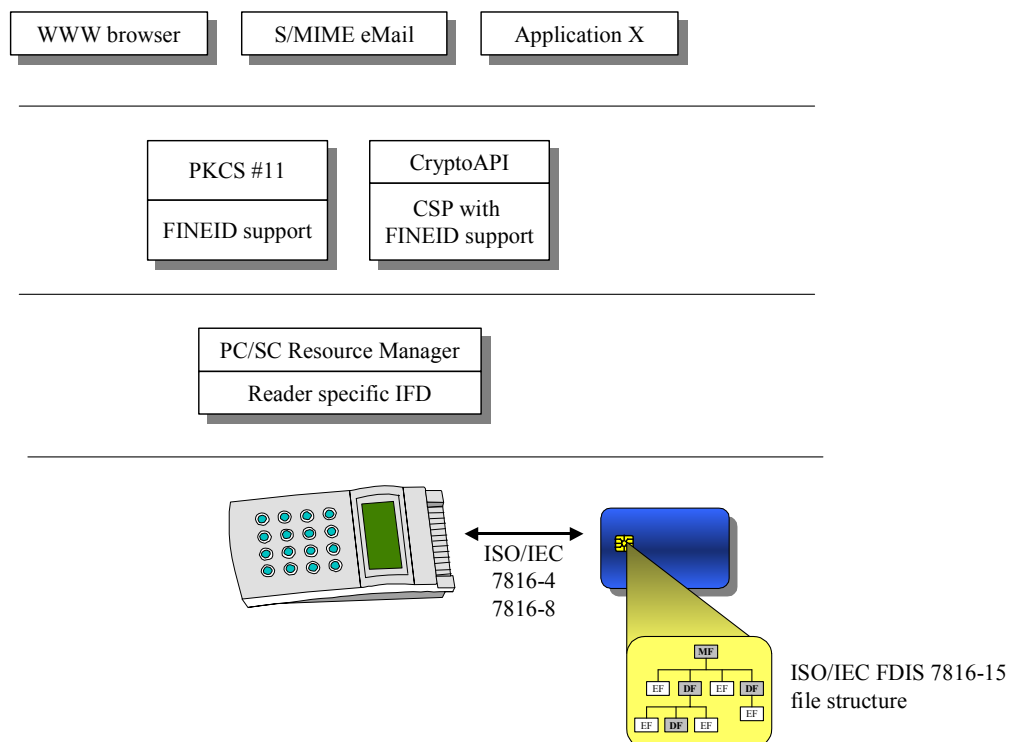 WWW browser
S/MIME eMail
Application X
PKCS #11
FINEID support
CryptoAPI
CSP with
FINEID support
PC/SC Resource Manager
Reader specific IFD
ISO/IEC
7816-4
7816-8
MF
EF
DF
EF
DF
EF
DF
EF
EF
ISO/IEC FDIS 7816-15
file structure